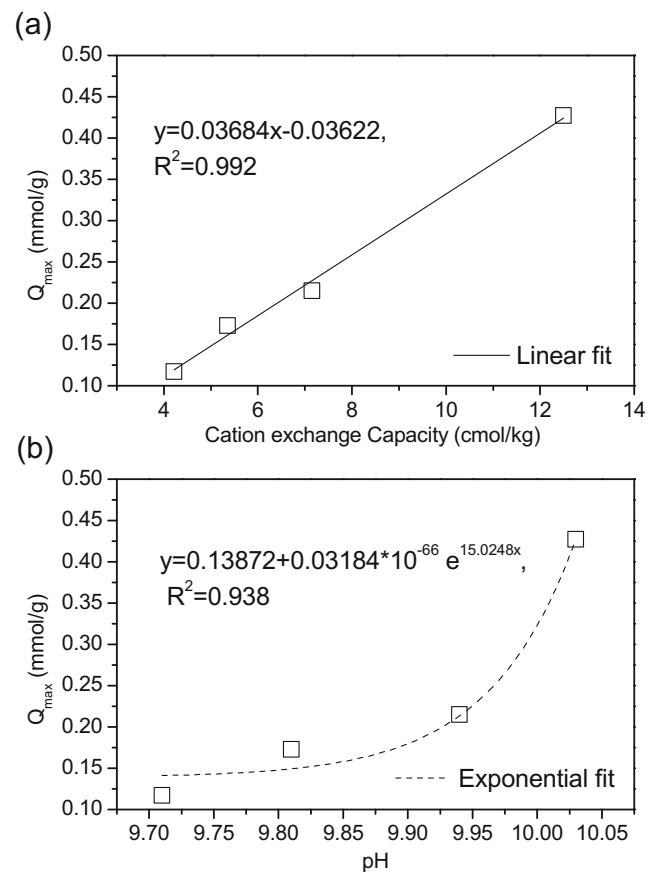 (a)
0.50
0.45
0.40
0.35
0.30
0.25
0.20
0.15
0.10
Qmax (mmol/g)
y=0.03684x-0.03622,
R²=0.992
Linear fit
4 6 8 10 12 14
Cation exchange Capacity (cmol/kg)
(b)
0.50
0.45
0.40
0.35
0.30
0.25
0.20
0.15
0.10
Qmax (mmol/g)
y=0.13872+0.03184*10⁻⁶⁶ e¹⁵·⁰²⁴⁸ˣ,
R²=0.938
Exponential fit
9.70 9.75 9.80 9.85 9.90 9.95 10.00 10.05
pH